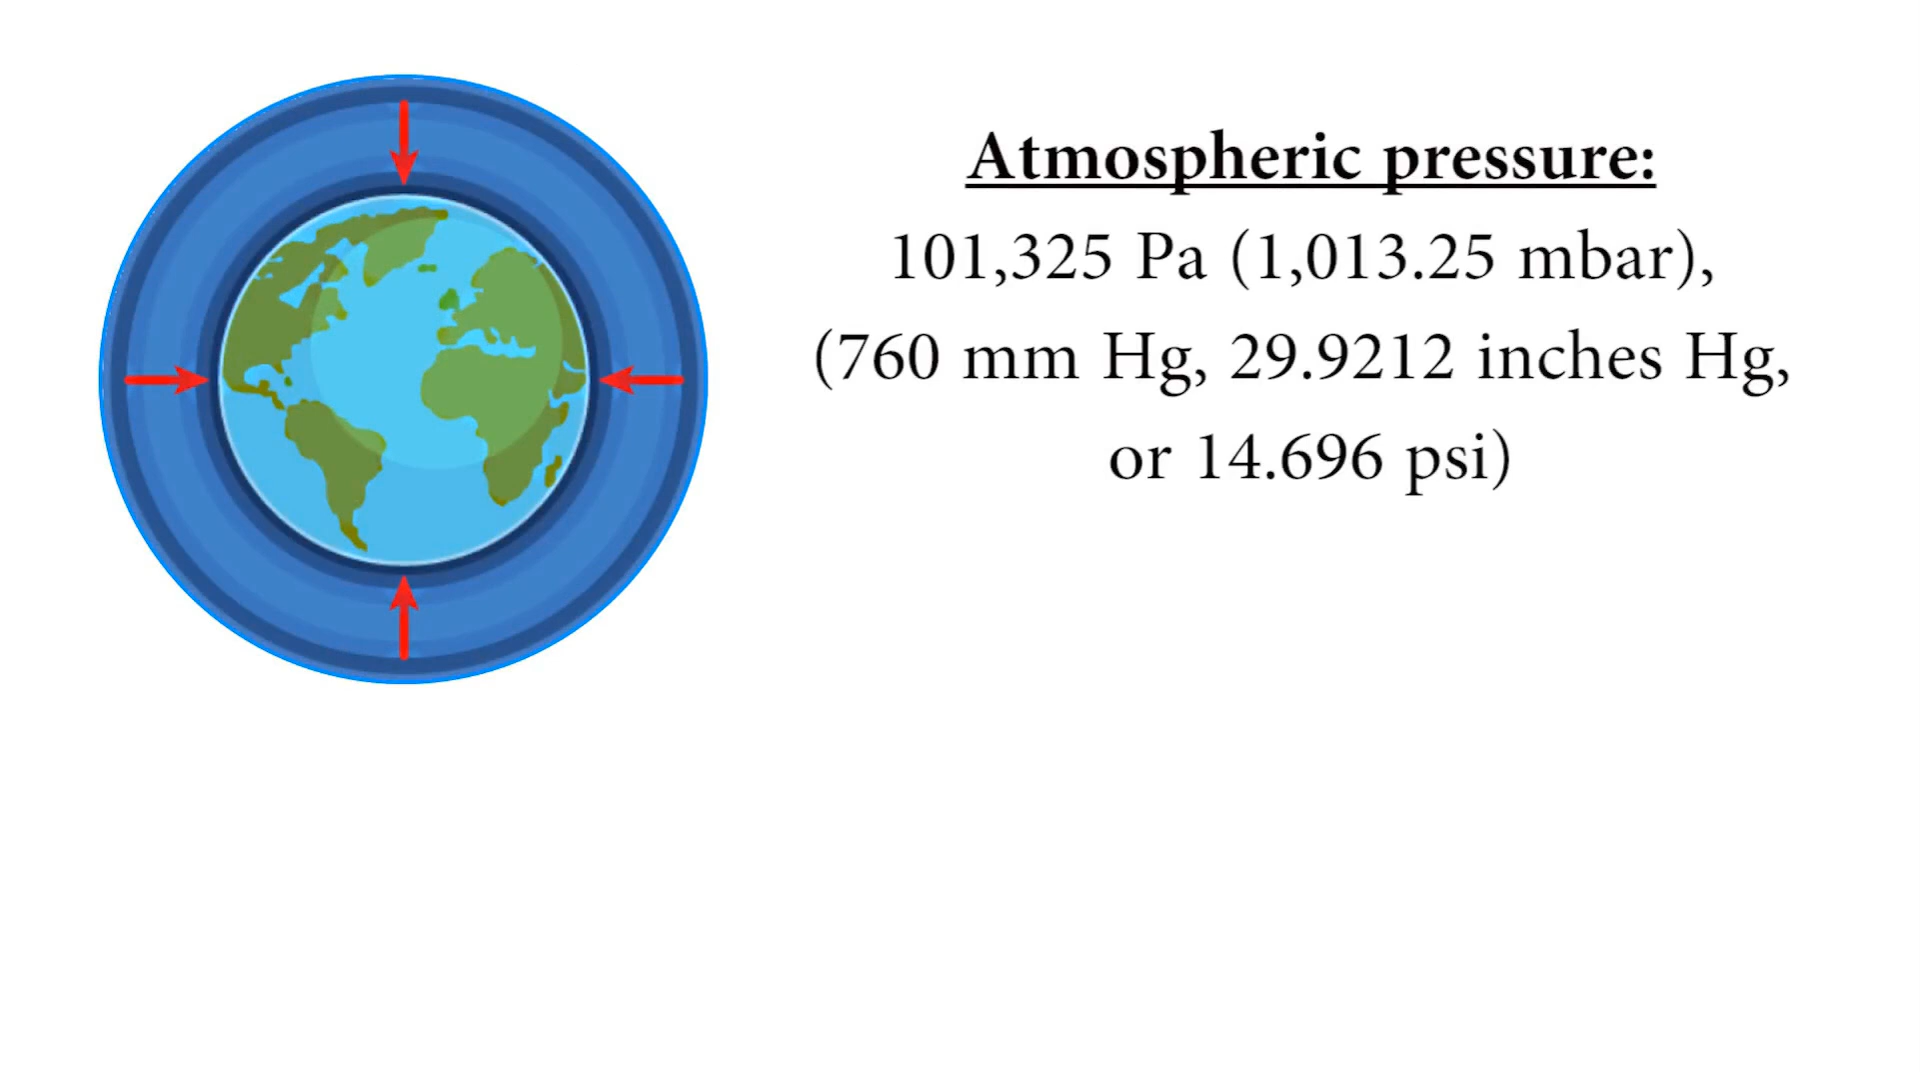 Atmospheric pressure:
101,325 Pa (1,013.25 mbar),
(760 mm Hg, 29.9212 inches Hg,
or 14.696 psi)